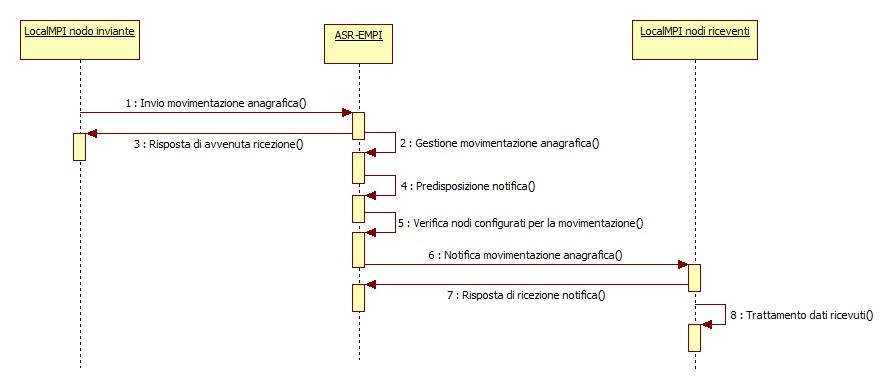 LocalMPI nodo inviante
ASR-EMPI
LocalMPI nodi riceventi
1 : Invio movimentazione anagrafica()
3 : Risposta di avvenuta ricezione()
2 : Gestione movimentazione anagrafica()
4 : Predisposizione notifica()
5 : Verifica nodi configurati per la movimentazione()
6 : Notifica movimentazione anagrafica()
7 : Risposta di ricezione notifica()
8 : Trattamento dati ricevuti()